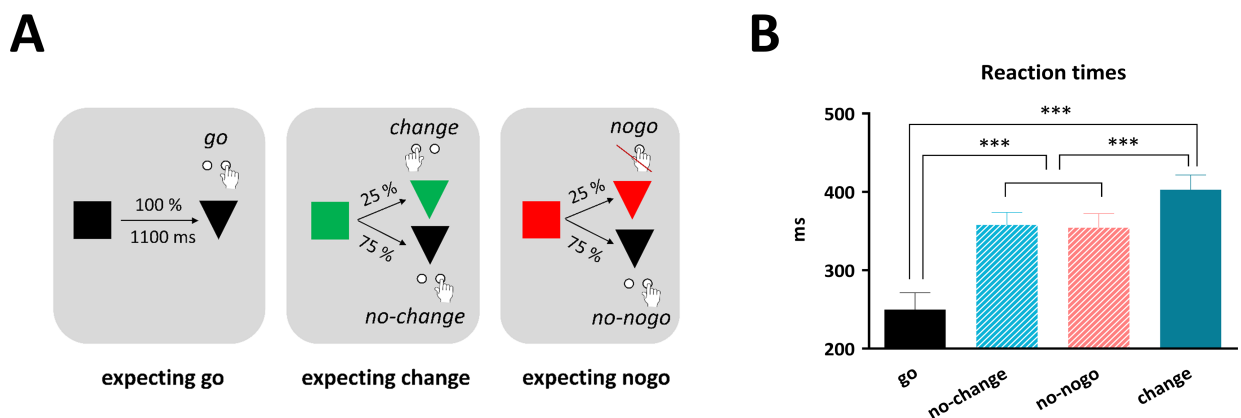 A
go
100 %
1100 ms
expecting go
change
25 %
75 %
no-change
expecting change
nogo
25 %
75 %
no-nogo
expecting nogo
B
Reaction times
***
***
***
500
400
300
200
ms
go
no-change
no-nogo
change